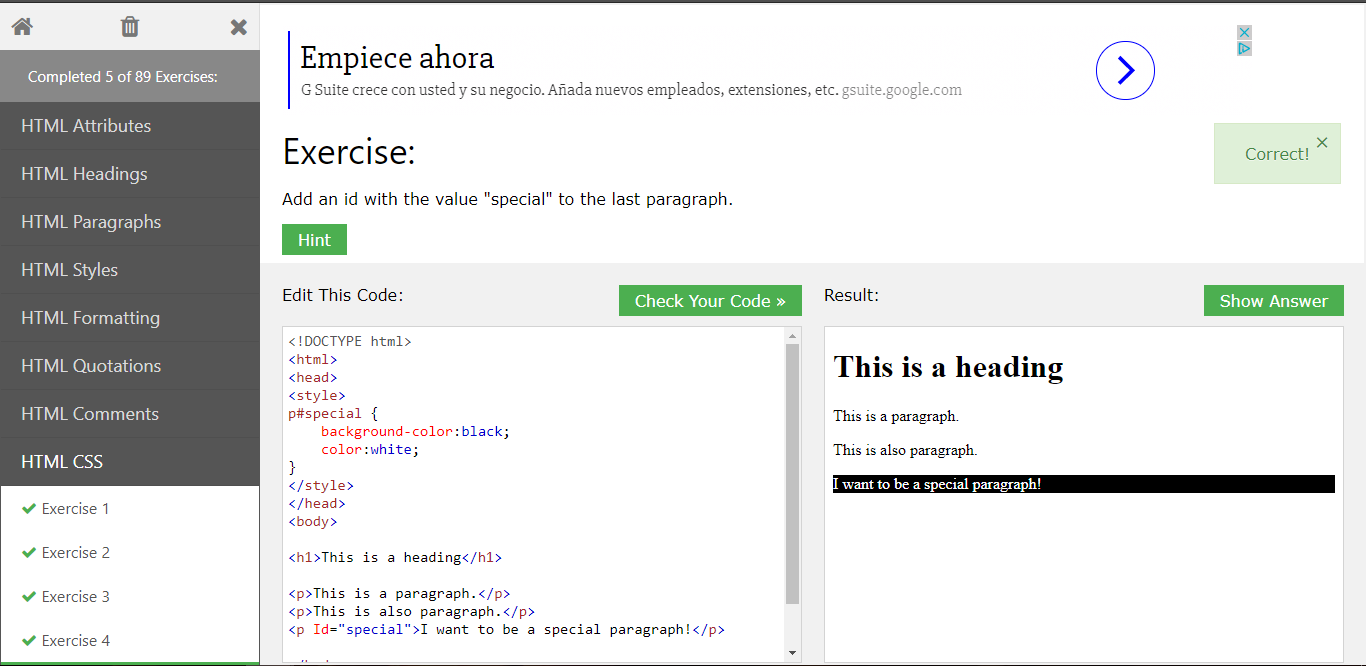 Completed 5 of 89 Exercises:
HTML Attributes
HTML Headings
HTML Paragraphs
HTML Styles
HTML Formatting
HTML Quotations
HTML Comments
HTML CSS
Exercise 1
Exercise 2
Exercise 3
Exercise 4
Empiece ahora
G Suite crece con usted y su negocio. Añada nuevos empleados, extensiones, etc. gsuite.google.com
Exercise:
Correct!
Add an id with the value "special" to the last paragraph.
Hint
Edit This Code:
Check Your Code »
<!DOCTYPE html>
<html>
<head>
<style>
p#special {
    background-color:black;
    color:white;
}
</style>
</head>
<body>
<h1>This is a heading</h1>
<p>This is a paragraph.</p>
<p>This is also paragraph.</p>
<p Id="special">I want to be a special paragraph!</p>
Result:
Show Answer
This is a heading
This is a paragraph.
This is also paragraph.
I want to be a special paragraph!